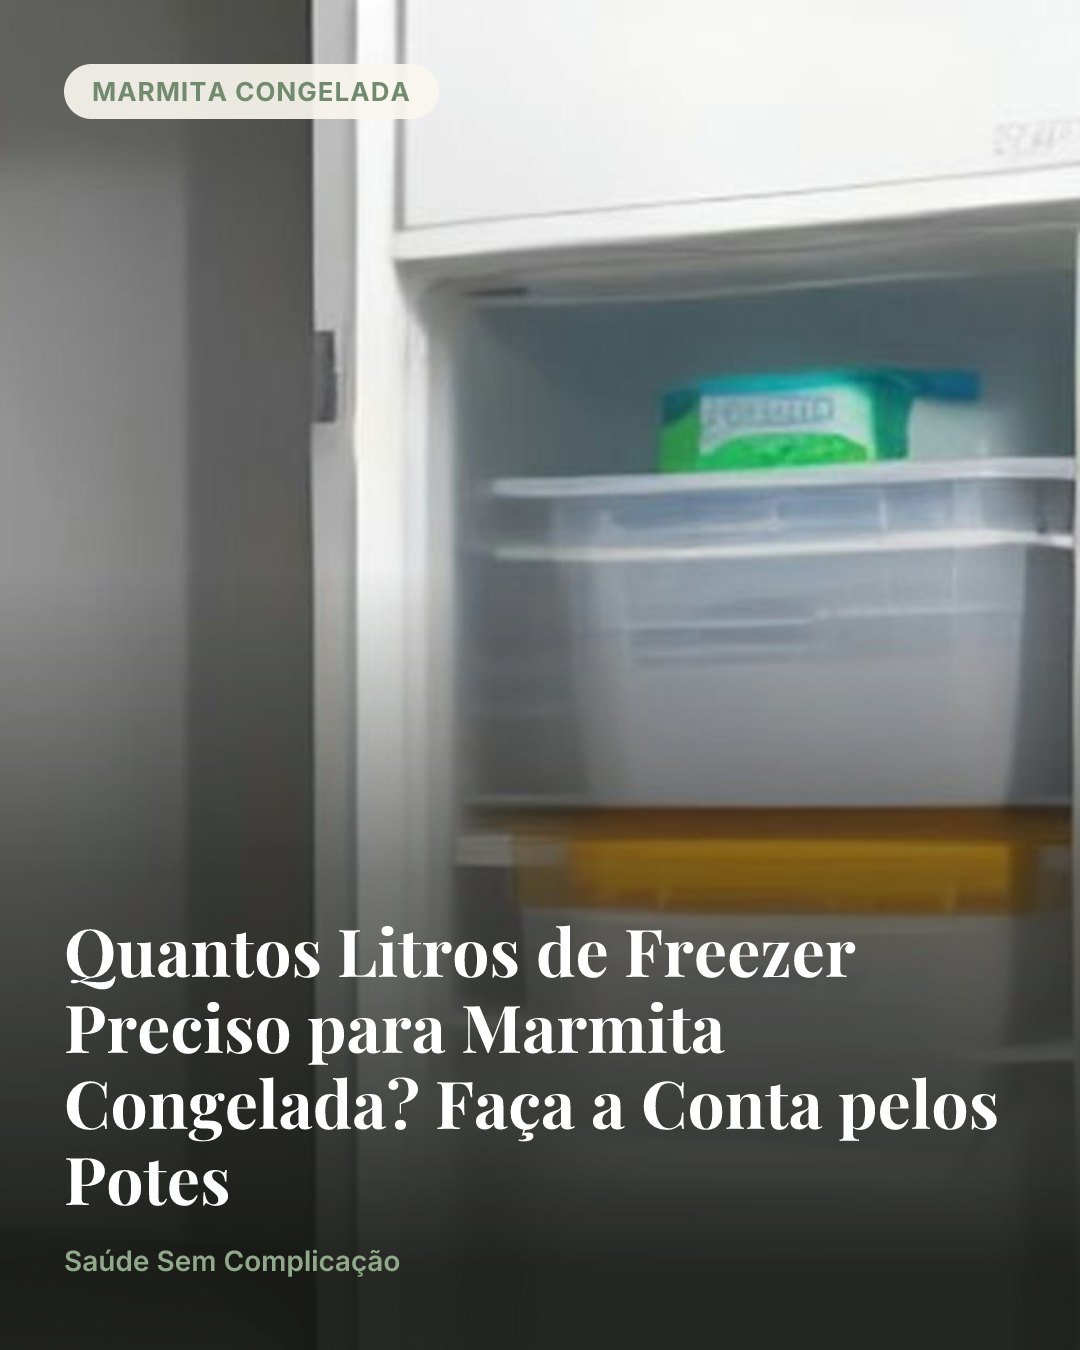 MARMITA CONGELADA
Quantos Litros de Freezer
Preciso para Marmita
Congelada? Faça a Conta pelos
Potes
Saúde Sem Complicação